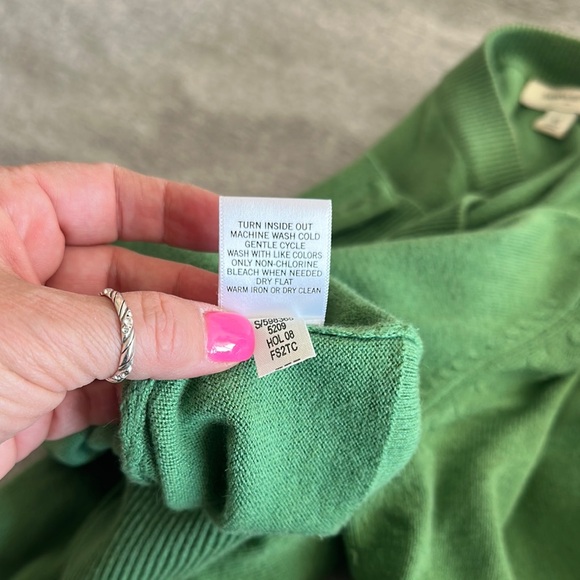 TURN INSIDE OUT
MACHINE WASH COLD
GENTLE CYCLE
WASH WITH LIKE COLORS
ONLY NON-CHLORINE
BLEACH WHEN NEEDED
DRY FLAT
WARM IRON OR DRY CLEAN
5209
HOL 08
FS2TC